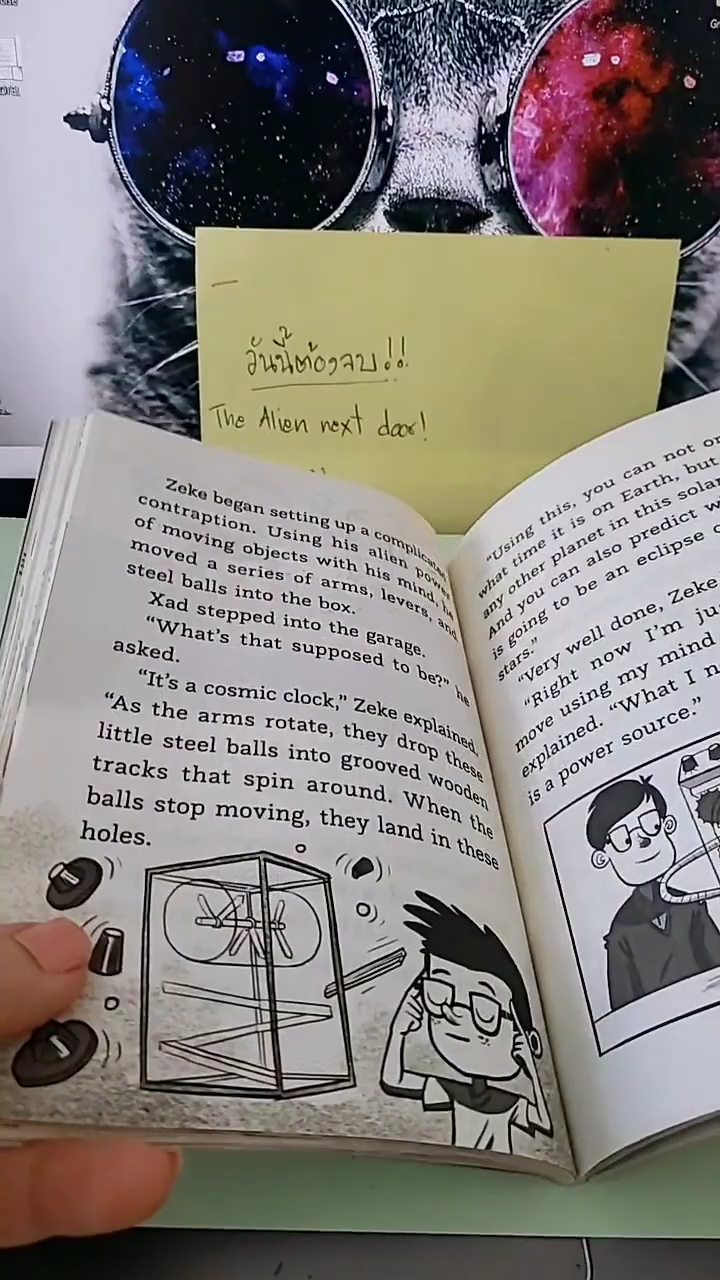 วันนี้ต้องจบ!!
The Alien next door!
Zeke began setting up a complicated
contraption. Using his alien power
of moving objects with his mind, he
moved a series of arms, levers, and
steel balls into the box.
Xad stepped into the garage.
“What’s that supposed to be?” he
asked.
“It’s a cosmic clock,” Zeke explained.
“As the arms rotate, they drop these
little steel balls into grooved wooden
tracks that spin around. When the
balls stop moving, they land in these
holes.
“Using this, you can not
what time it is on Earth, but
any other planet in this
And you can also predict
is going to be an eclipse
stars.”
“Very well done, Zeke
“Right now I’m
move using my mind
explained. “What I
is a power source.”